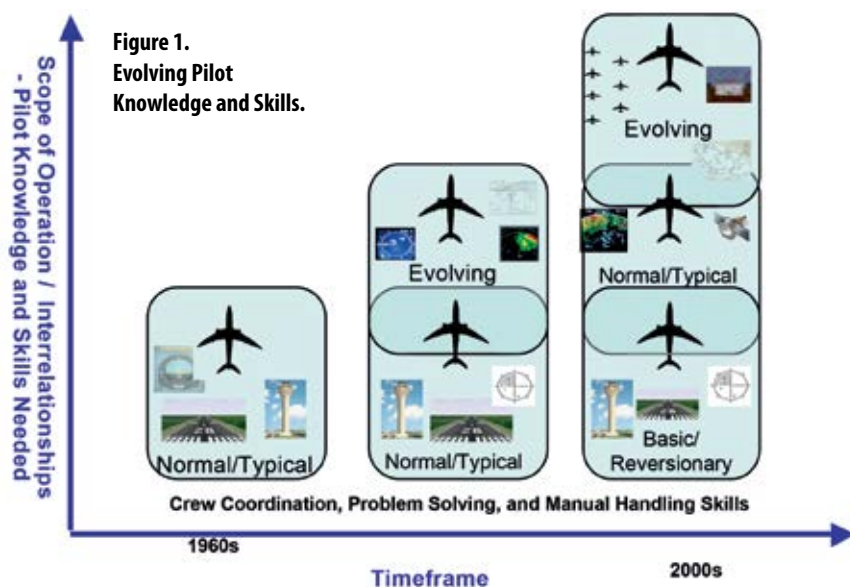 Figure 1.
Evolving Pilot
Knowledge and Skills.
Scope of Operation / Interrelationships
- Pilot Knowledge and Skills Needed
Normal/Typical
Evolving
Normal/Typical
Evolving
Normal/Typical
Basic/
Reversionary
Crew Coordination, Problem Solving, and Manual Handling Skills
1960s
2000s
Timeframe